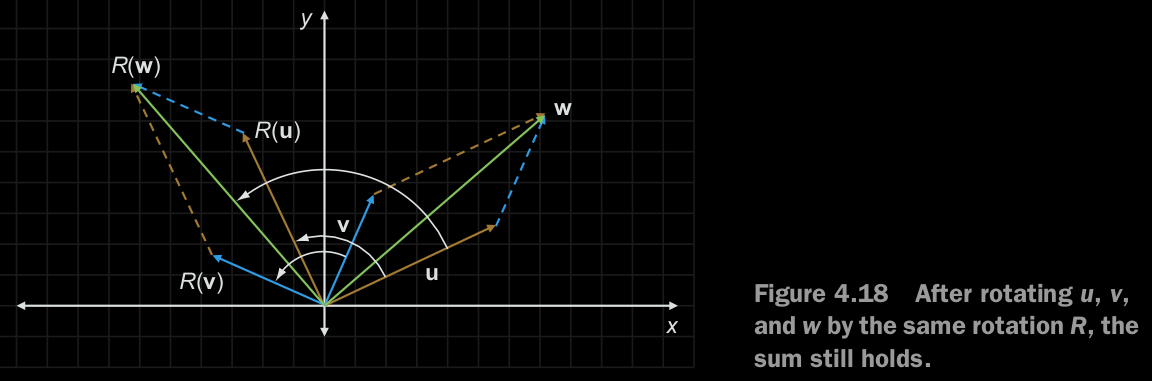 y
R(w)
w
R(u)
v
R(v)
u
x
Figure 4.18 After rotating u, v,
and w by the same rotation R, the
sum still holds.